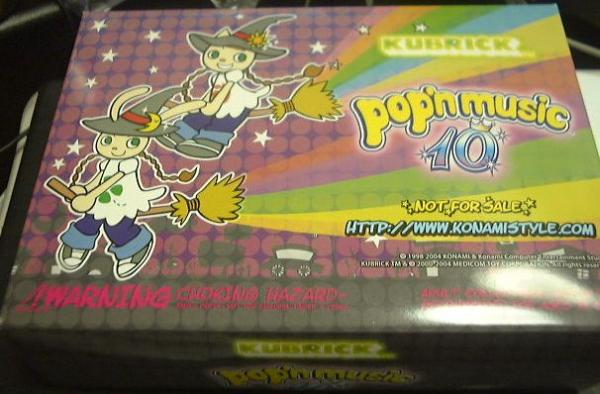 KUBRICK
pop'n music
10
NOT FOR SALE
HTTP://WWW.KONAMISTYLE.COM
© 1998 2004 KONAMI & Konami Computer Entertainment Stud
KUBRICK TM & © 2000-2004 MEDICOM TOY CORPORATION. All rights reser
WARNING CHOKING HAZARD-
KUBRICK
pop'n music